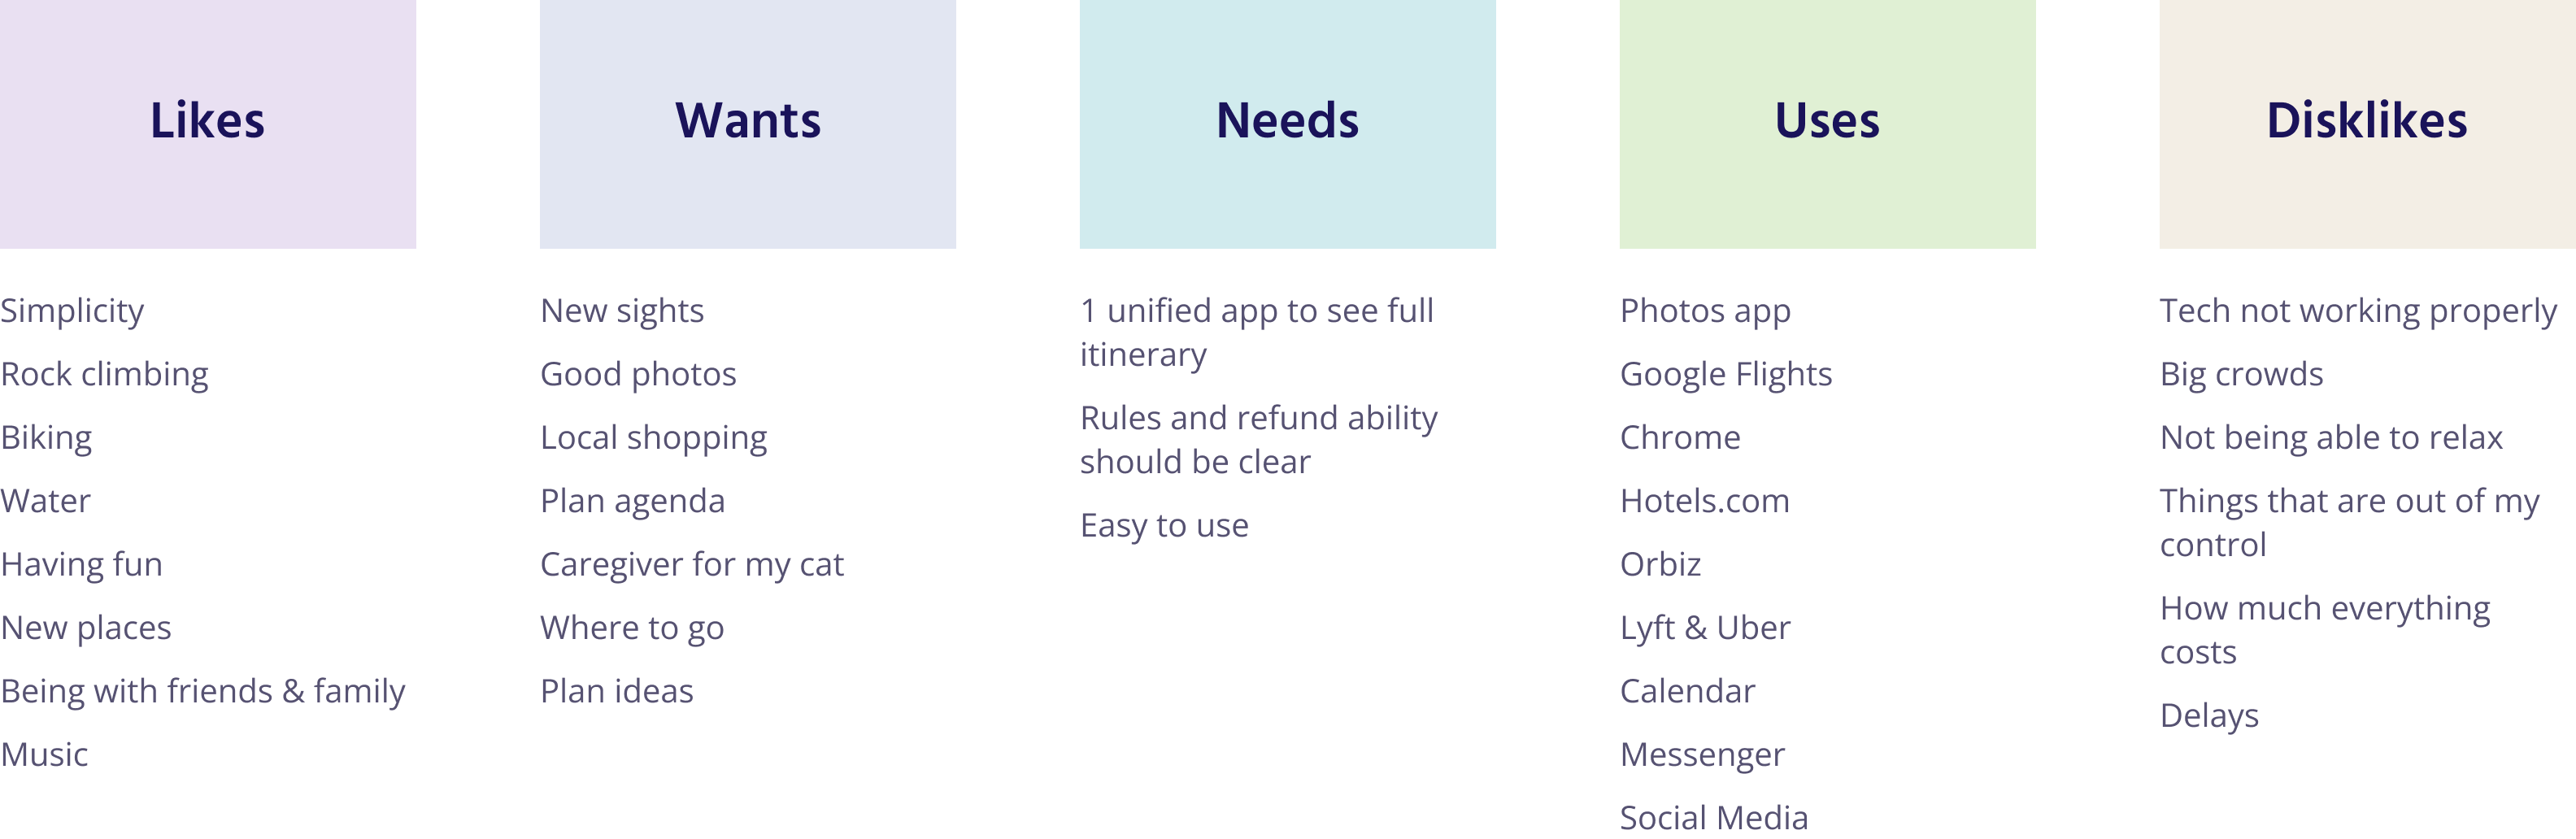 Likes
Simplicity
Rock climbing
Biking
Water
Having fun
New places
Being with friends & family
Music
Wants
New sights
Good photos
Local shopping
Plan agenda
Caregiver for my cat
Where to go
Plan ideas
Needs
1 unified app to see full
itinerary
Rules and refund ability
should be clear
Easy to use
Uses
Photos app
Google Flights
Chrome
Hotels.com
Orbiz
Lyft & Uber
Calendar
Messenger
Social Media
Disklikes
Tech not working properly
Big crowds
Not being able to relax
Things that are out of my
control
How much everything
costs
Delays